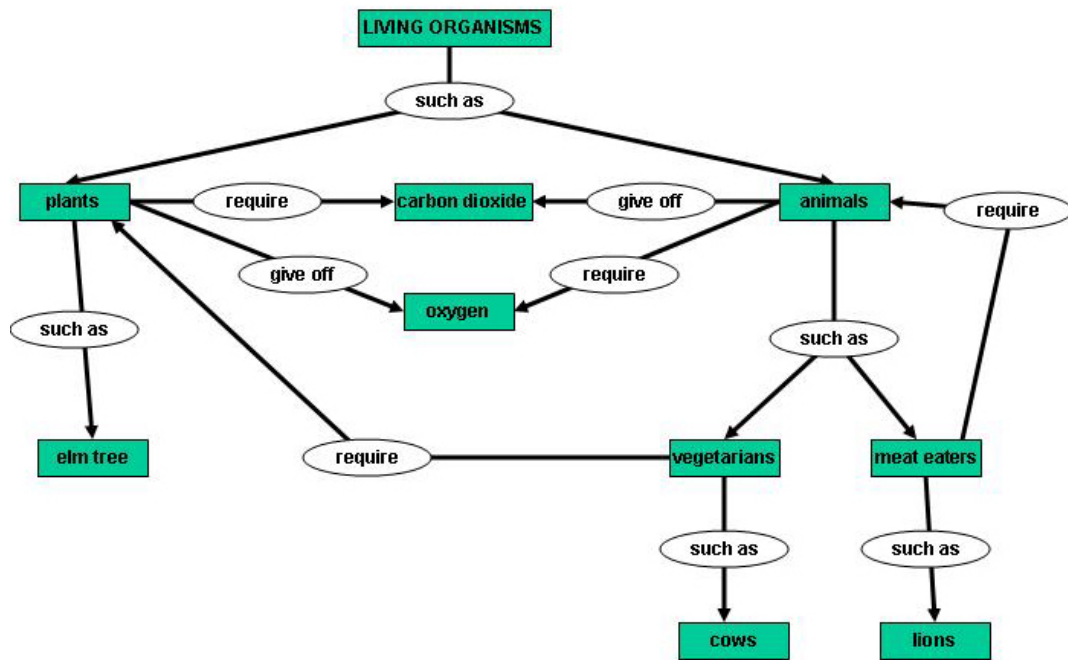 LIVING ORGANISMS
such as
plants
require
carbon dioxide
give off
animals
require
give off
require
oxygen
such as
such as
elm tree
require
vegetarians
meat eaters
such as
such as
cows
lions